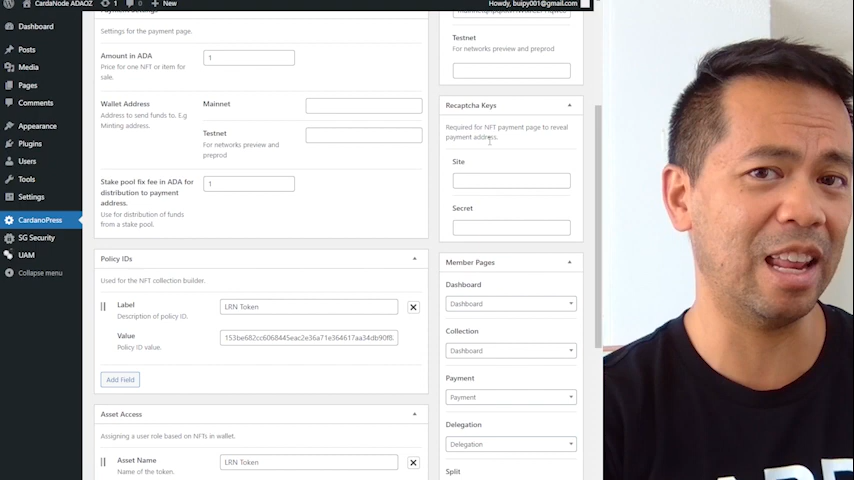 CardaNode ADAOZ
1
0
New
Howdy, buipy001@gmail.com
Dashboard
Posts
Media
Pages
Comments
Appearance
Plugins
Users
Tools
Settings
CardanoPress
SG Security
UAM
Collapse menu
Settings for the payment page.
Amount in ADA
Price for one NFT or item for
sale.
1
Wallet Address
Address to send funds to. E.g
Minting address.
Mainnet
Testnet
For networks preview and
preprod
Stake pool fix fee in ADA for
distribution to payment
address.
Use for distribution of funds
from a stake pool.
1
Policy IDs
Used for the NFT collection builder.
Label
Description of policy ID.
LRN Token
Value
Policy ID value.
Add Field
Asset Access
Assigning a user role based on NFTs in wallet.
Asset Name
Name of the token.
LRN Token
Testnet
For networks preview and preprod
Recaptcha Keys
Required for NFT payment page to reveal
payment address.
Site
Secret
Member Pages
Dashboard
Dashboard
Collection
Dashboard
Payment
Payment
Delegation
Delegation
Split